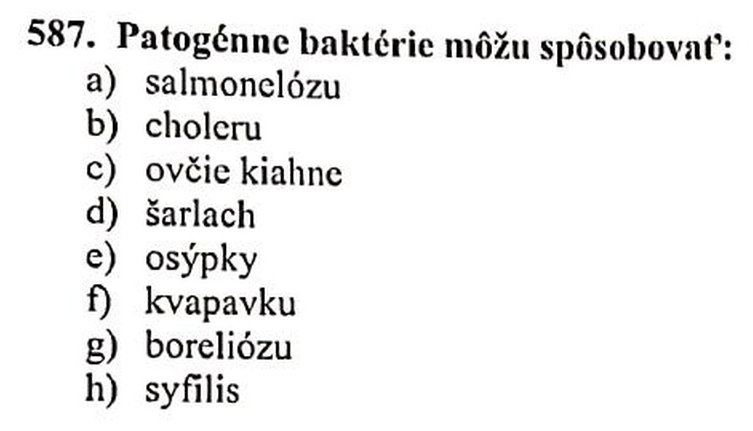 587. Patogénne baktérie môžu spôsobovať:
a) salmonelózu
b) choleru
c) ovčie kiahne
d) šarlach
e) osýpky
f) kvapavku
g) boreliózu
h) syfilis